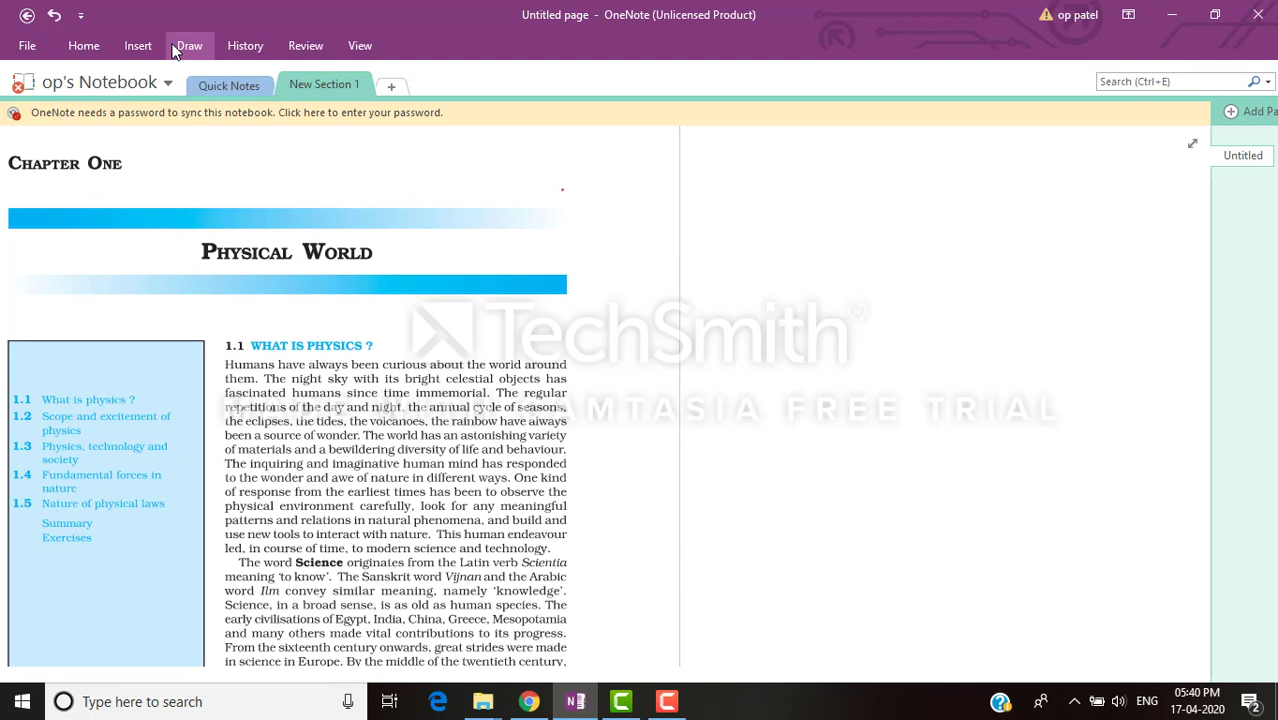 Untitled page - OneNote (Unlicensed Product)
op patel
File Home Insert Draw History Review View
op's Notebook
Quick Notes
New Section 1
Search (Ctrl+E)
OneNote needs a password to sync this notebook. Click here to enter your password.
Add Pa
Untitled
CHAPTER ONE
PHYSICAL WORLD
1.1 What is physics ?
1.2 Scope and excitement of
physics
1.3 Physics, technology and
society
1.4 Fundamental forces in
nature
1.5 Nature of physical laws
Summary
Exercises
1.1 WHAT IS PHYSICS ?
Humans have always been curious about the world around
them. The night sky with its bright celestial objects has
fascinated humans since time immemorial. The regular
repetitions of the day and night, the annual cycle of seasons,
the eclipses, the tides, the volcanoes, the rainbow have always
been a source of wonder. The world has an astonishing variety
of materials and a bewildering diversity of life and behaviour.
The inquiring and imaginative human mind has responded
to the wonder and awe of nature in different ways. One kind
of response from the earliest times has been to observe the
physical environment carefully, look for any meaningful
patterns and relations in natural phenomena, and build and
use new tools to interact with nature. This human endeavour
led, in course of time, to modern science and technology.
The word Science originates from the Latin verb Scientia
meaning 'to know'. The Sanskrit word Vijnan and the Arabic
word Ilm convey similar meaning, namely 'knowledge'.
Science, in a broad sense, is as old as human species. The
early civilisations of Egypt, India, China, Greece, Mesopotamia
and many others made vital contributions to its progress.
From the sixteenth century onwards, great strides were made
in science in Europe. By the middle of the twentieth century,
TechSmith®
CAMTASIA FREE TRIAL
Type here to search
ENG
05:40 PM
17-04-2020
2